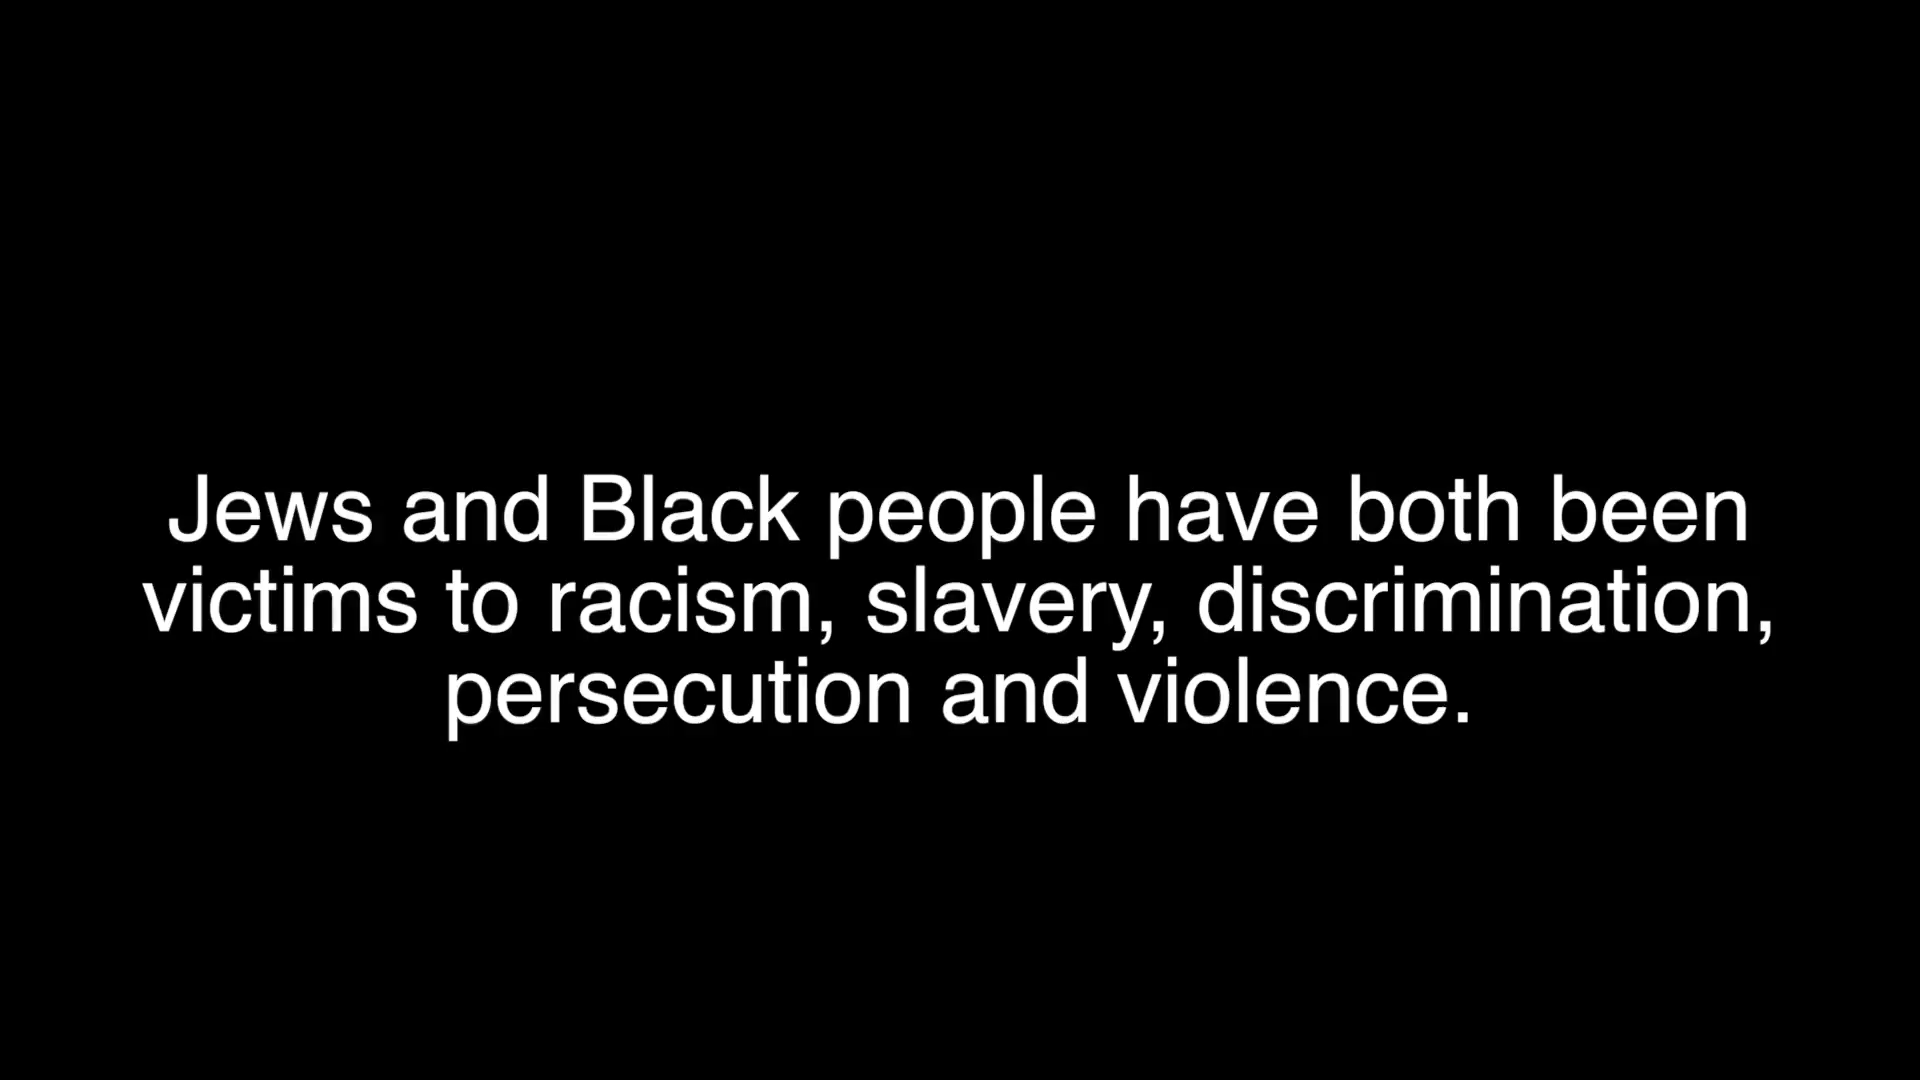 Jews and Black people have both been
victims to racism, slavery, discrimination,
persecution and violence.